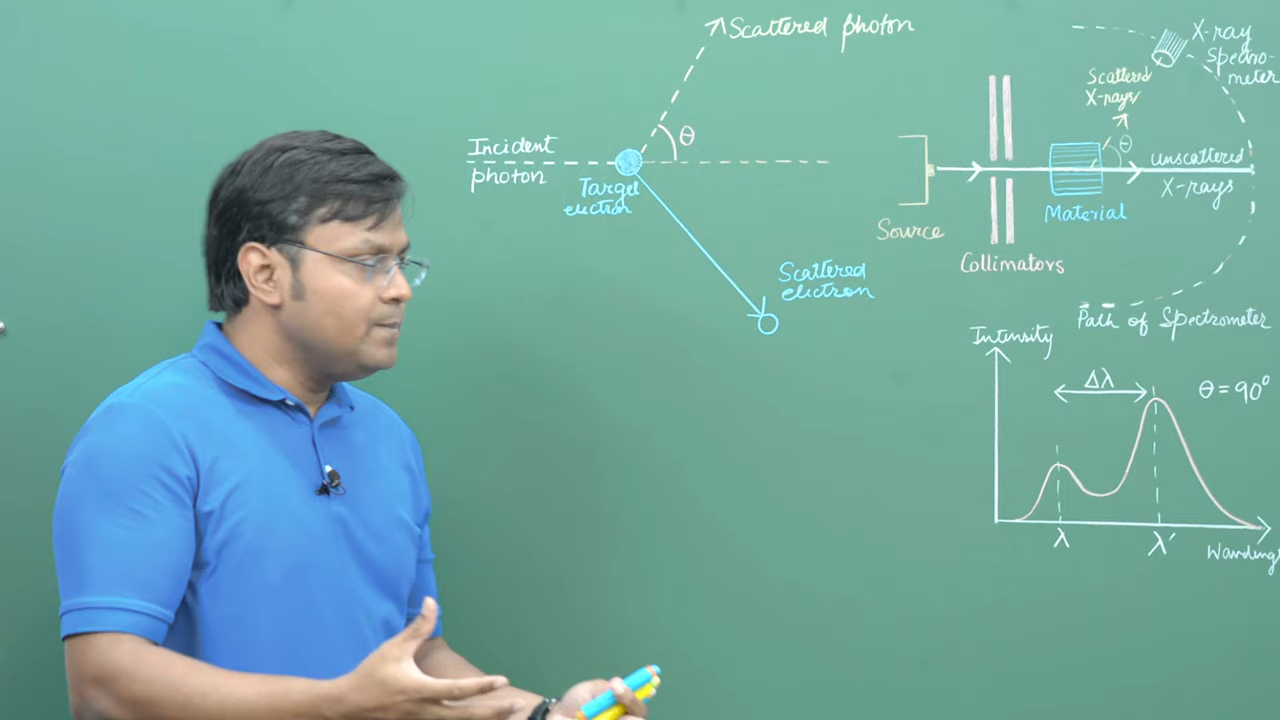 Scattered photon
θ
Incident
photon
Target
electron
Scattered
electron
X-ray
Spectro-
meter
Scattered
X-rays
θ
unscattered
X-rays
Source
Material
Collimators
Path of Spectrometer
Intensity
Δλ
θ = 90°
λ
λ′